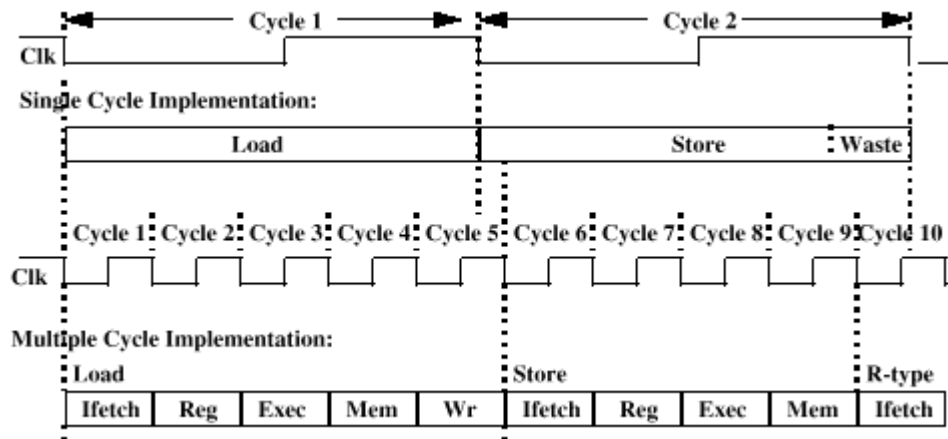 Cycle 1 Cycle 2
Clk
Single Cycle Implementation:
Load Store Waste
Cycle 1 Cycle 2 Cycle 3 Cycle 4 Cycle 5 Cycle 6 Cycle 7 Cycle 8 Cycle 9 Cycle 10
Clk
Multiple Cycle Implementation:
Load Store R-type
Ifetch Reg Exec Mem Wr Ifetch Reg Exec Mem Ifetch